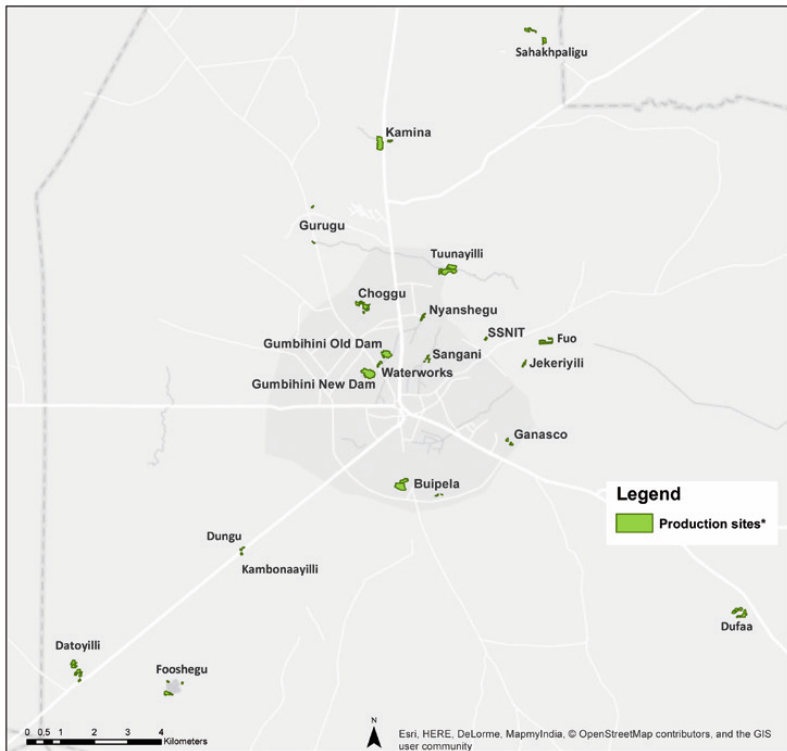 Sahakhpaligu
Kamina
Gurugu
Tuunayilli
Choggu
Nyanshegu
SSNIT
Fuo
Gumbihini Old Dam
Sangani
Jekeriyili
Waterworks
Gumbihini New Dam
Ganasco
Buipela
Legend
Production sites*
Dungu
Kambonaayilli
Dufaa
Datoyilli
Fooshegu
N
0 0.5 1 2 3 4
Kilometers
Esri, HERE, DeLorme, MapmyIndia, © OpenStreetMap contributors, and the GIS
user community